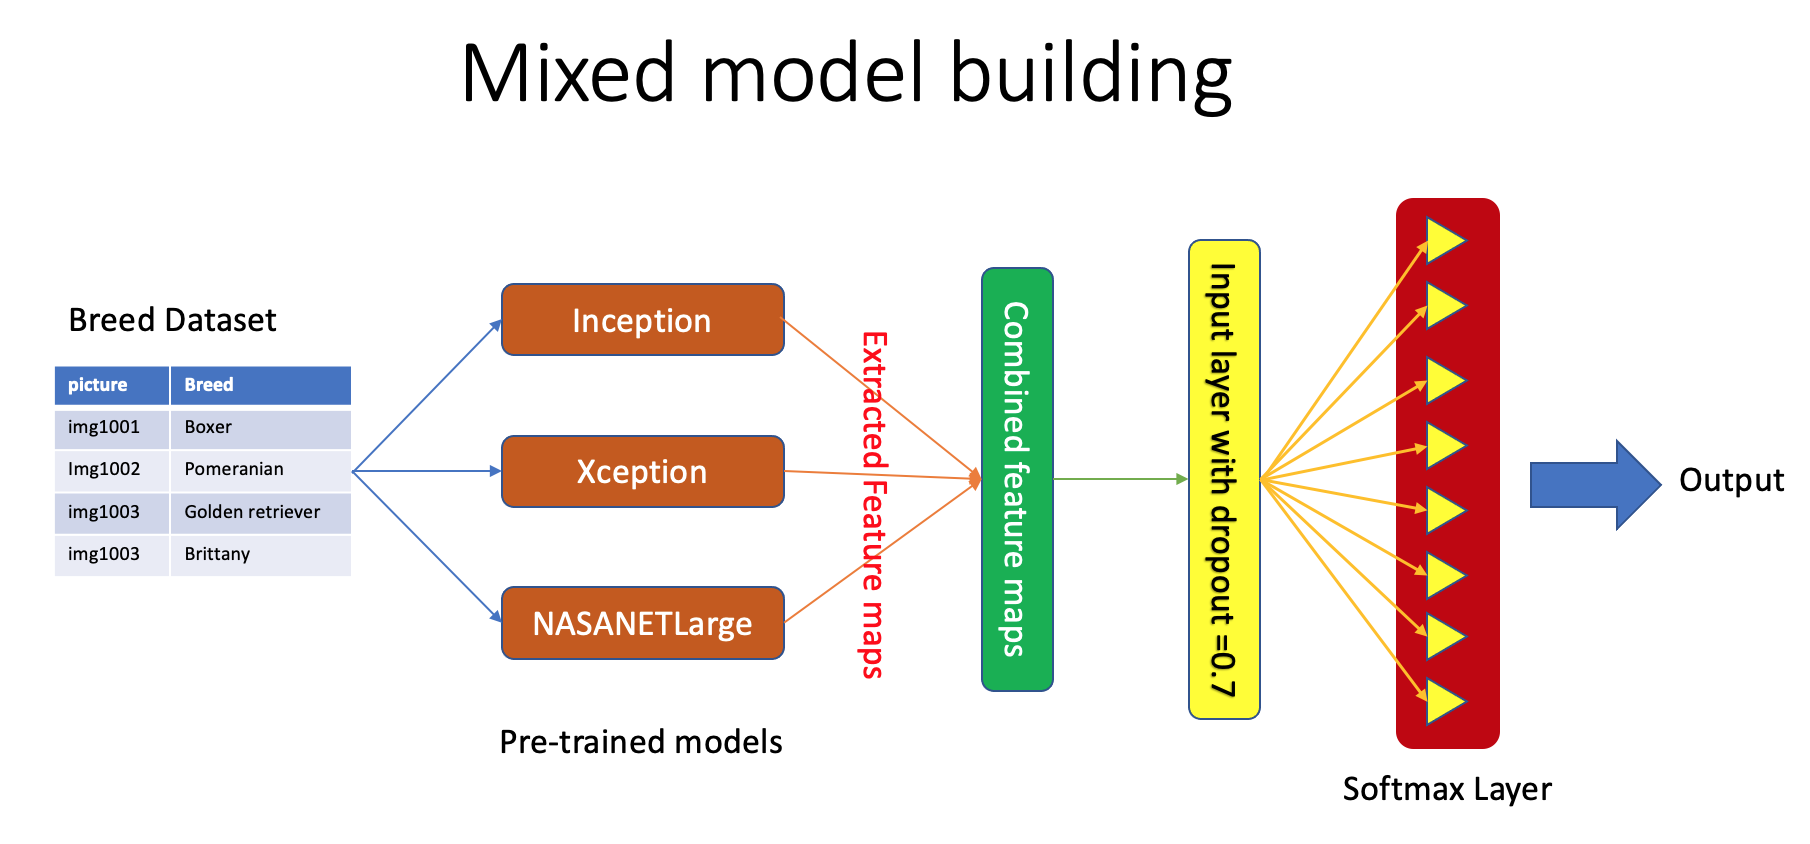 Mixed model building
Breed Dataset
picture Breed
img1001 Boxer
Img1002 Pomeranian
img1003 Golden retriever
img1003 Brittany
Inception
Xception
NASANETLarge
Pre-trained models
Extracted Feature maps
Combined feature maps
Input layer with dropout =0.7
Softmax Layer
Output